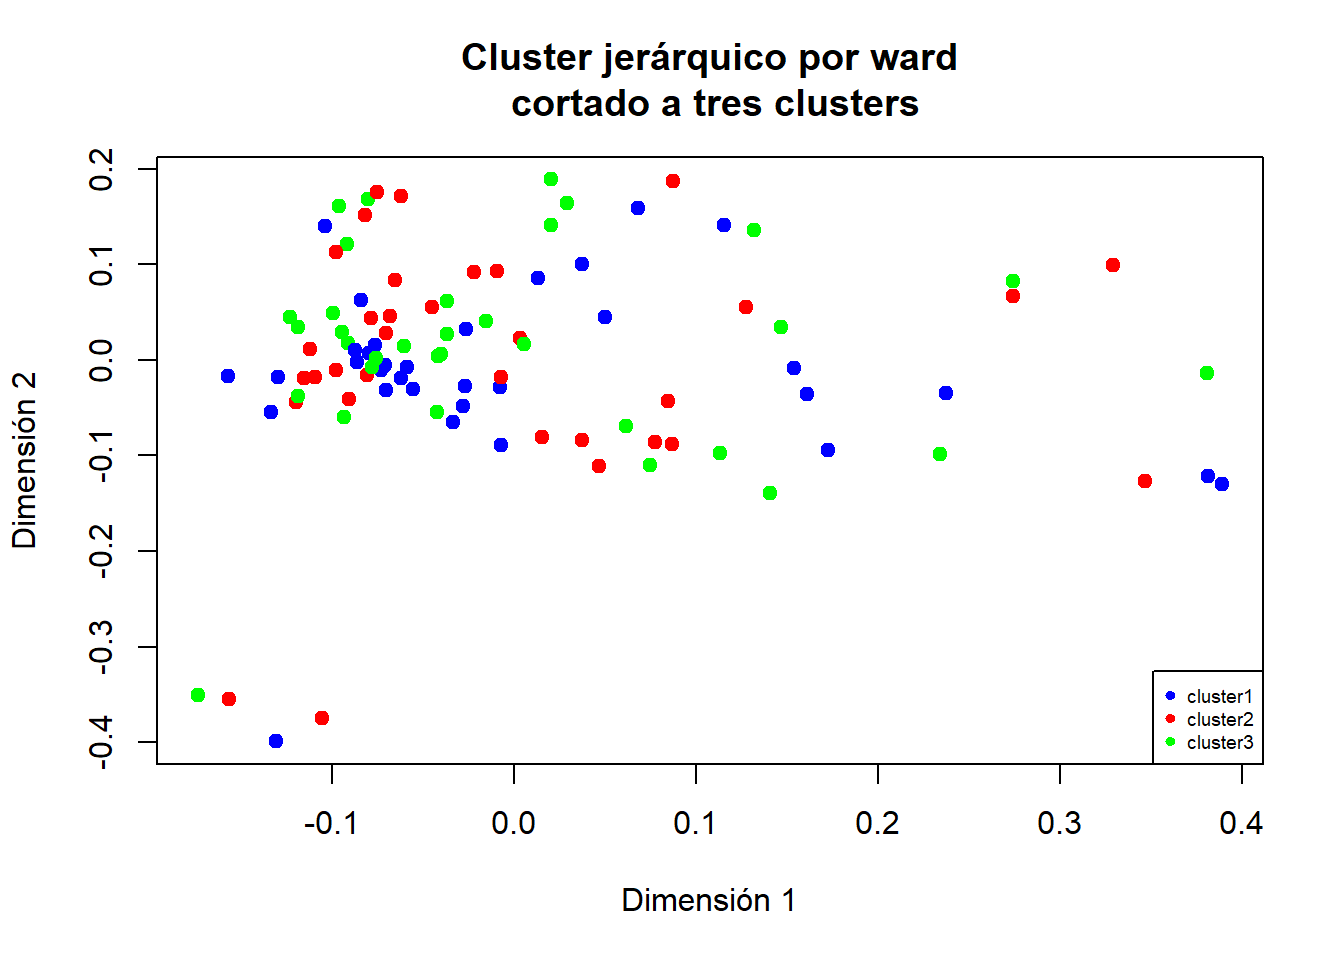 Cluster jerárquico por ward
cortado a tres clusters
Dimensión 2
0.2
0.1
0.0
-0.1
-0.2
-0.3
-0.4
-0.1
0.0
0.1
0.2
0.3
0.4
Dimensión 1
cluster1
cluster2
cluster3